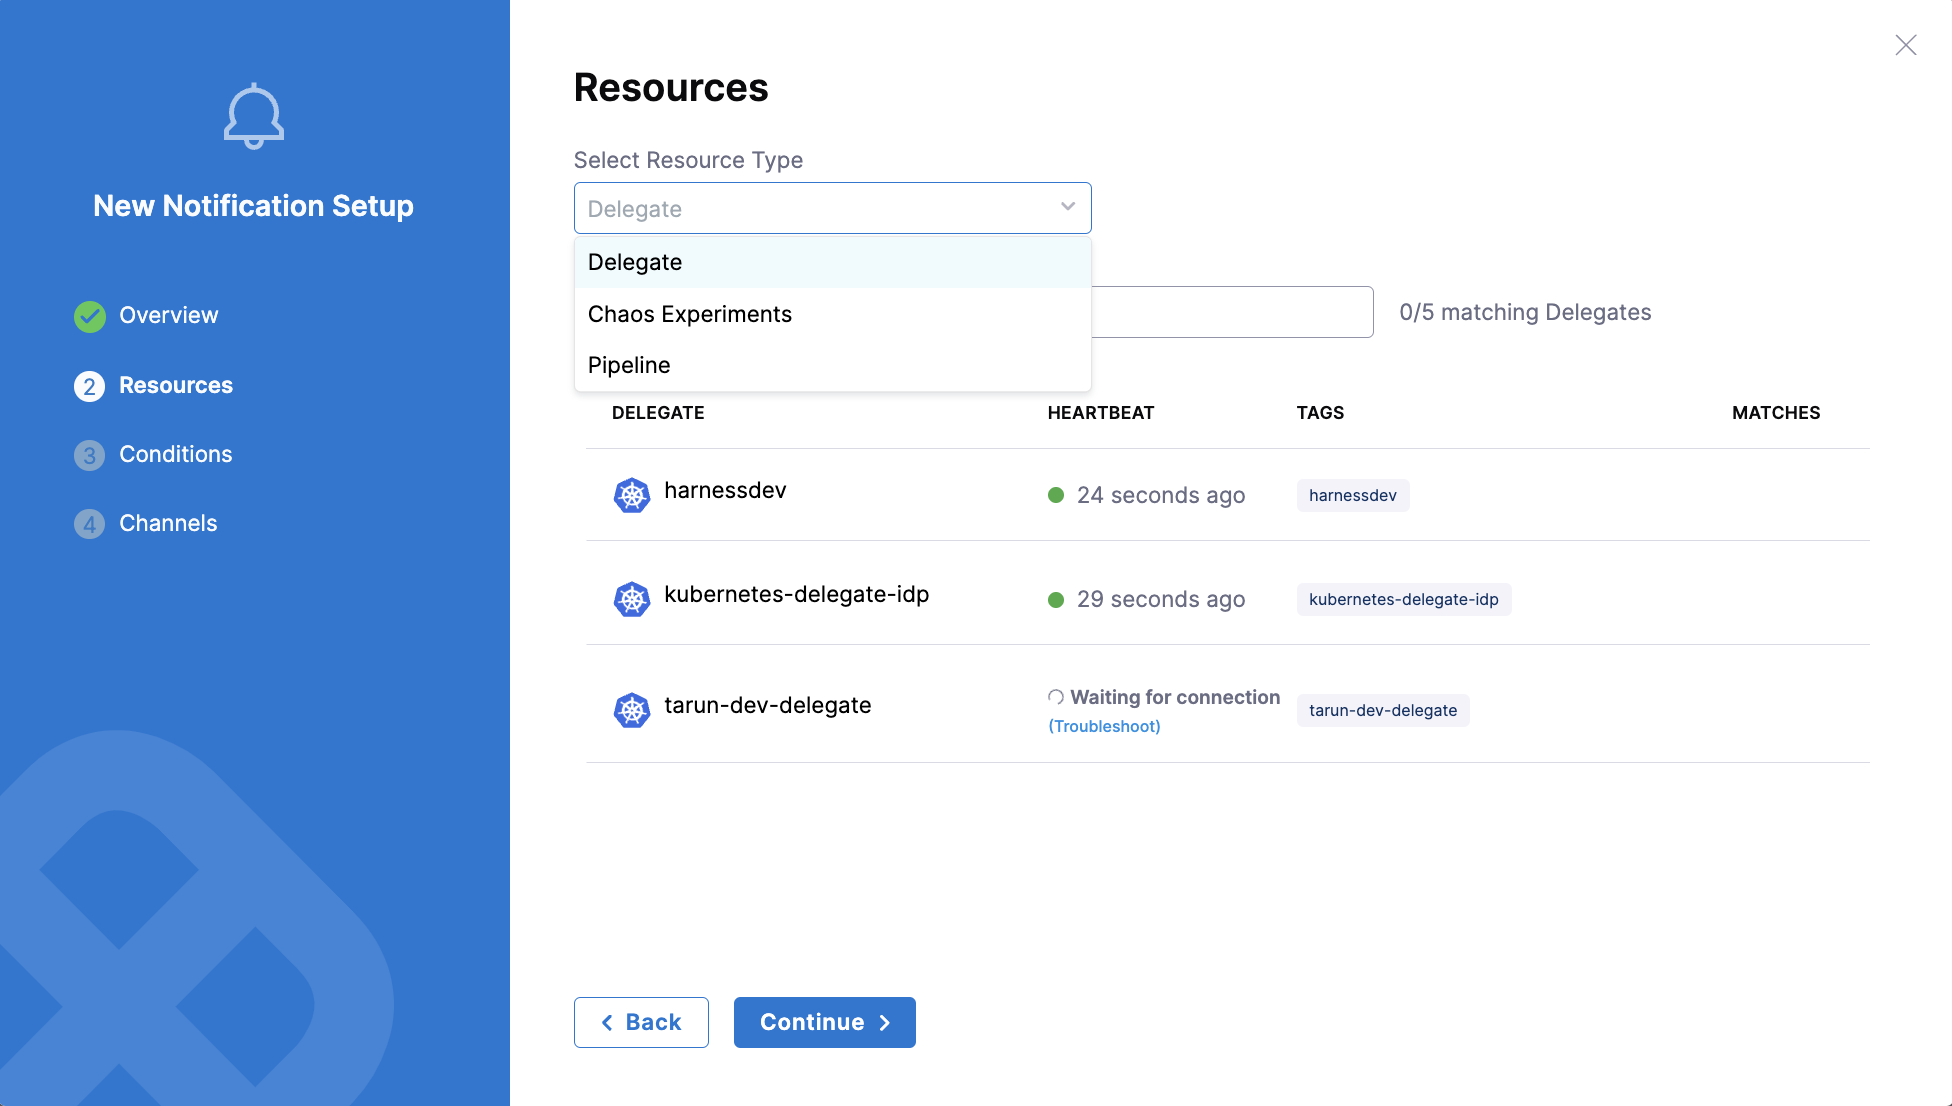 New Notification Setup
Overview
2 Resources
3 Conditions
4 Channels
Resources
Select Resource Type
Delegate
Delegate
Chaos Experiments
Pipeline
0/5 matching Delegates
DELEGATE HEARTBEAT TAGS MATCHES
harnessdev 24 seconds ago harnessdev
kubernetes-delegate-idp 29 seconds ago kubernetes-delegate-idp
tarun-dev-delegate Waiting for connection tarun-dev-delegate
(Troubleshoot)
Back Continue